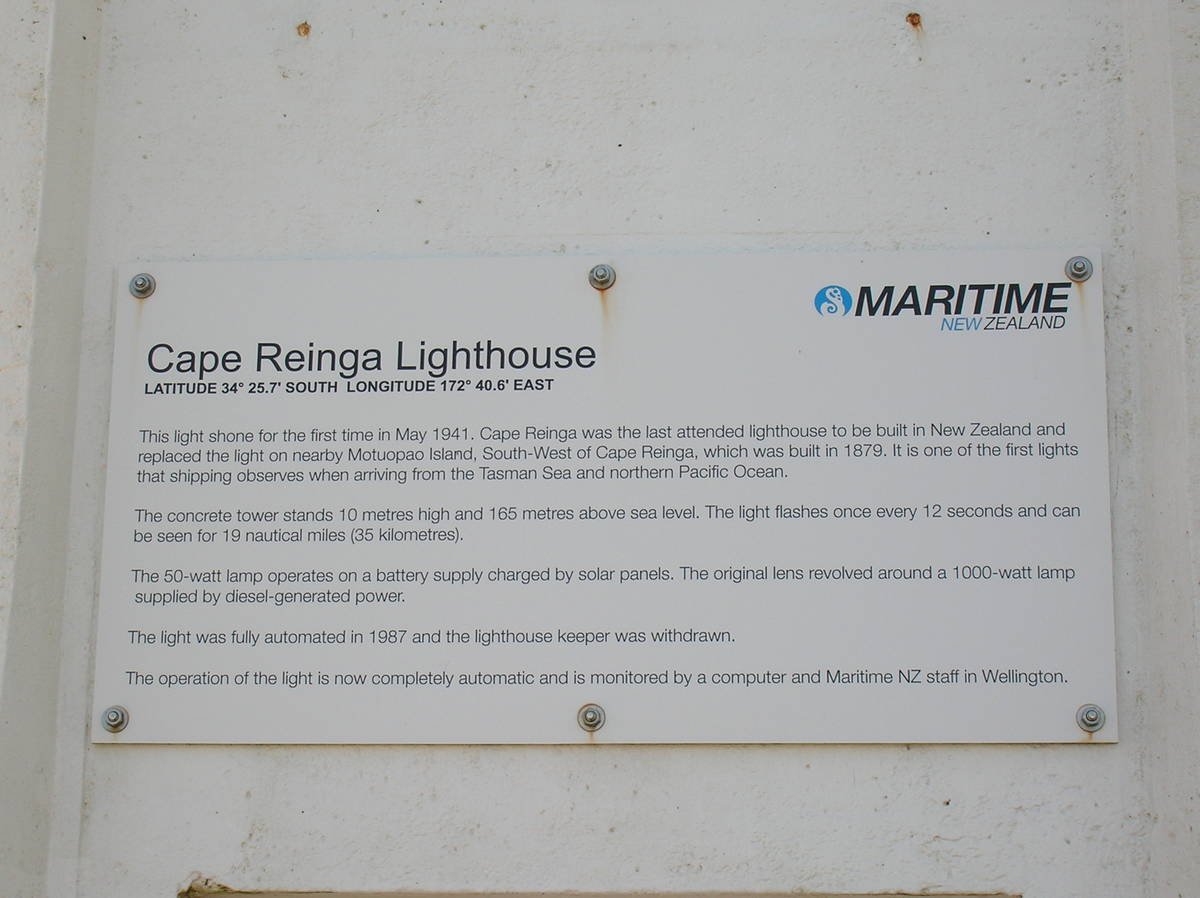 MARITIME
NEW ZEALAND
Cape Reinga Lighthouse
LATITUDE 34° 25.7' SOUTH LONGITUDE 172° 40.6' EAST
This light shone for the first time in May 1941. Cape Reinga was the last attended lighthouse to be built in New Zealand and
replaced the light on nearby Motuopao Island, South-West of Cape Reinga, which was built in 1879. It is one of the first lights
that shipping observes when arriving from the Tasman Sea and northern Pacific Ocean.
The concrete tower stands 10 metres high and 165 metres above sea level. The light flashes once every 12 seconds and can
be seen for 19 nautical miles (35 kilometres).
The 50-watt lamp operates on a battery supply charged by solar panels. The original lens revolved around a 1000-watt lamp
supplied by diesel-generated power.
The light was fully automated in 1987 and the lighthouse keeper was withdrawn.
The operation of the light is now completely automatic and is monitored by a computer and Maritime NZ staff in Wellington.